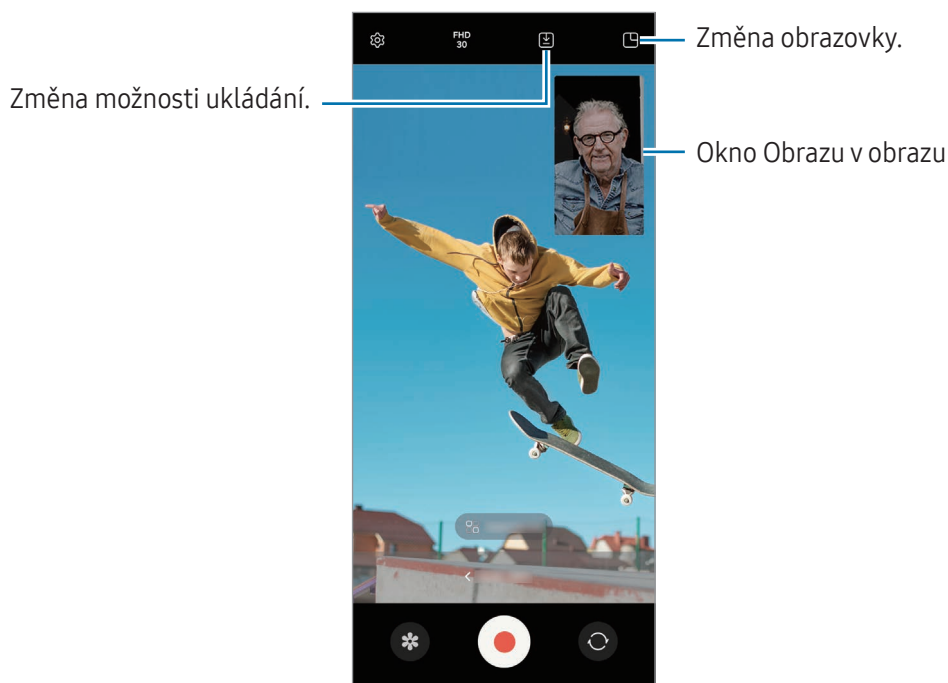 FHD
30
Změna obrazovky.
Změna možnosti ukládání.
Okno Obrazu v obrazu